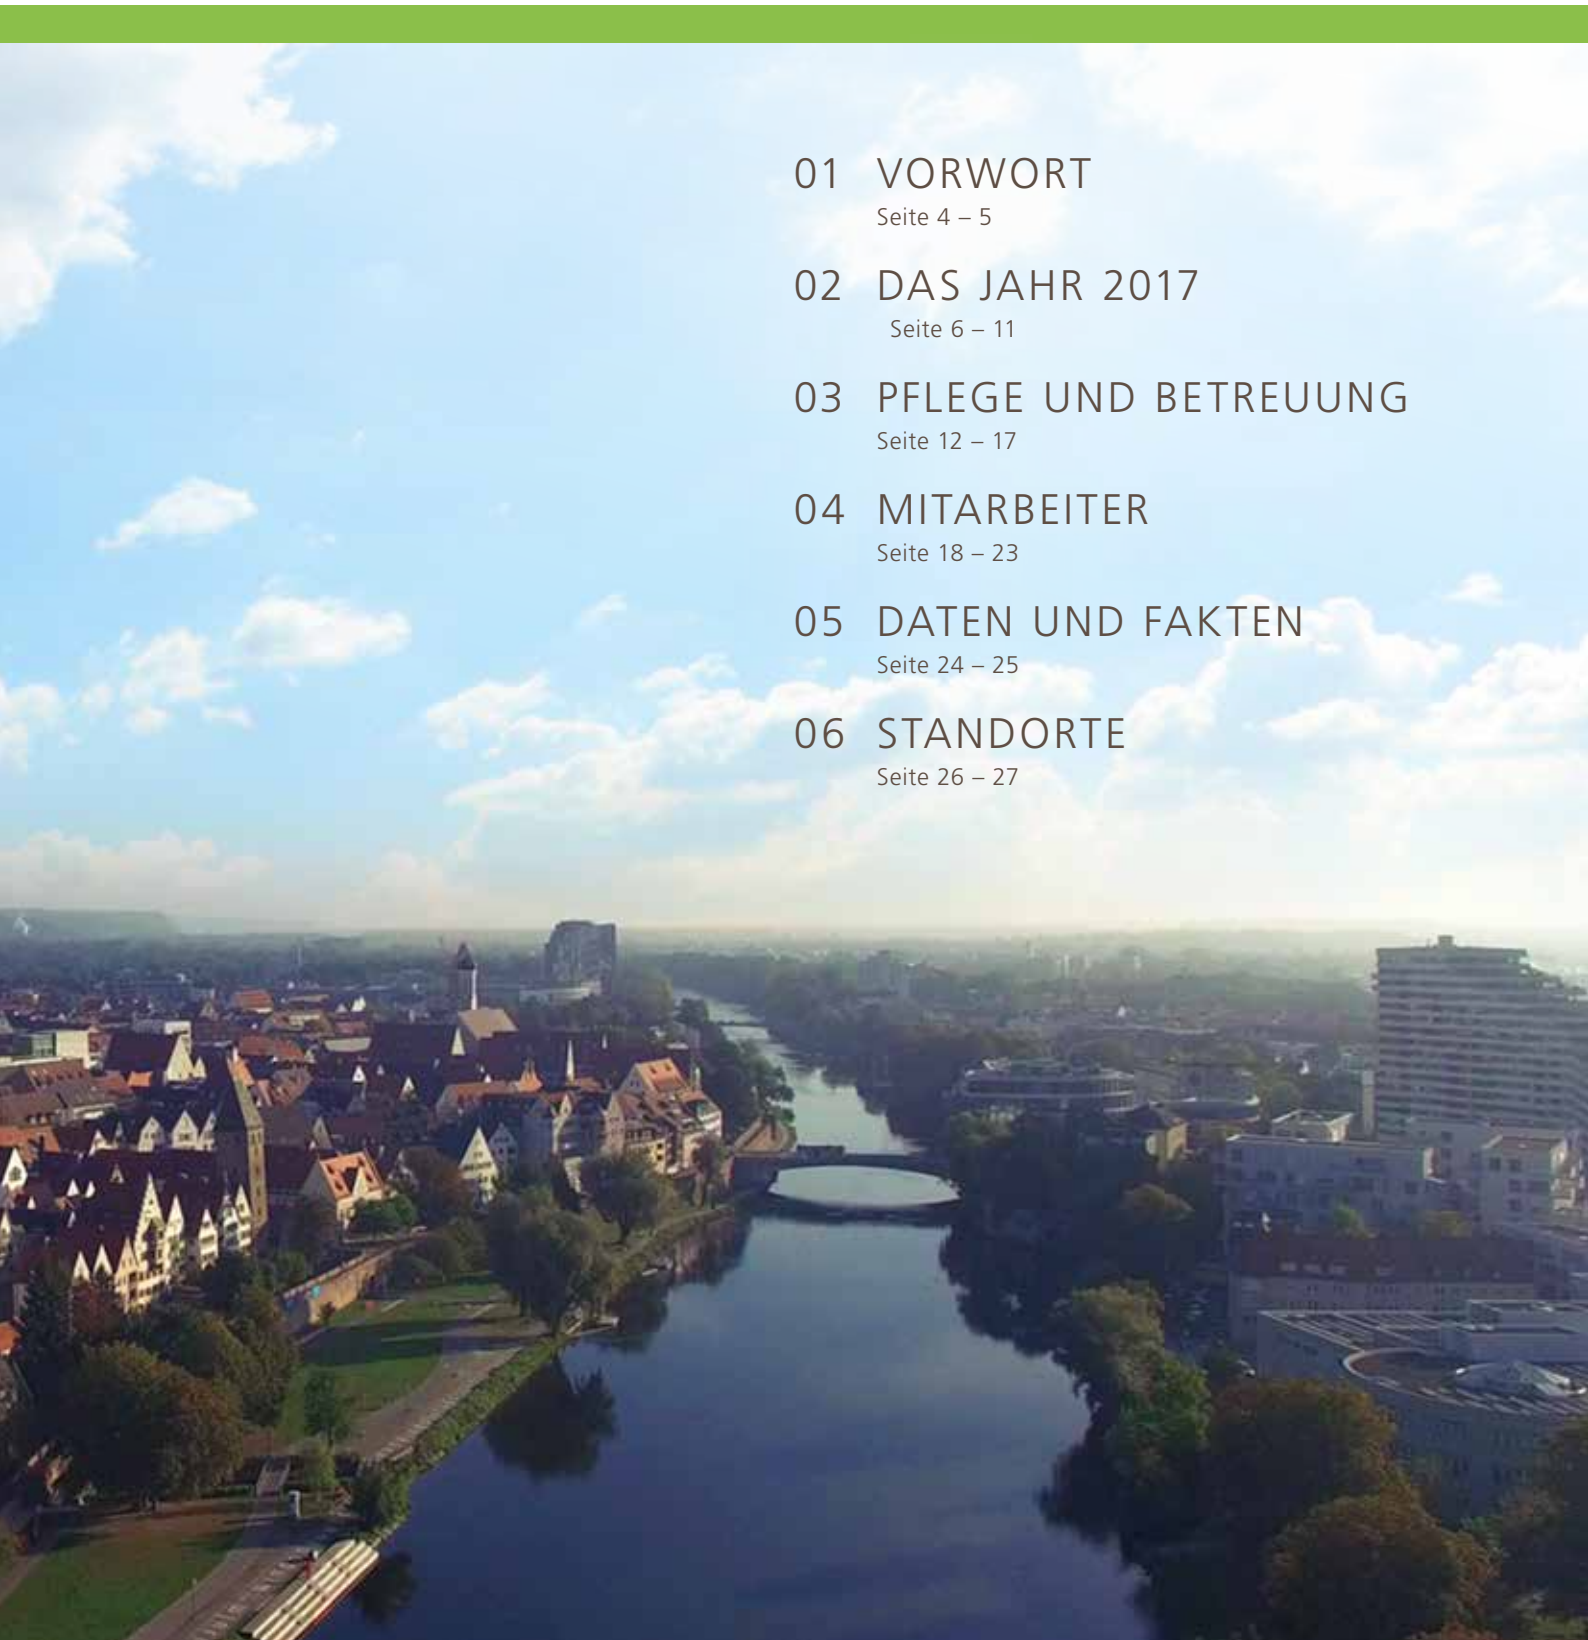 01 VORWORT
Seite 4 – 5
02 DAS JAHR 2017
Seite 6 – 11
03 PFLEGE UND BETREUUNG
Seite 12 – 17
04 MITARBEITER
Seite 18 – 23
05 DATEN UND FAKTEN
Seite 24 – 25
06 STANDORTE
Seite 26 – 27